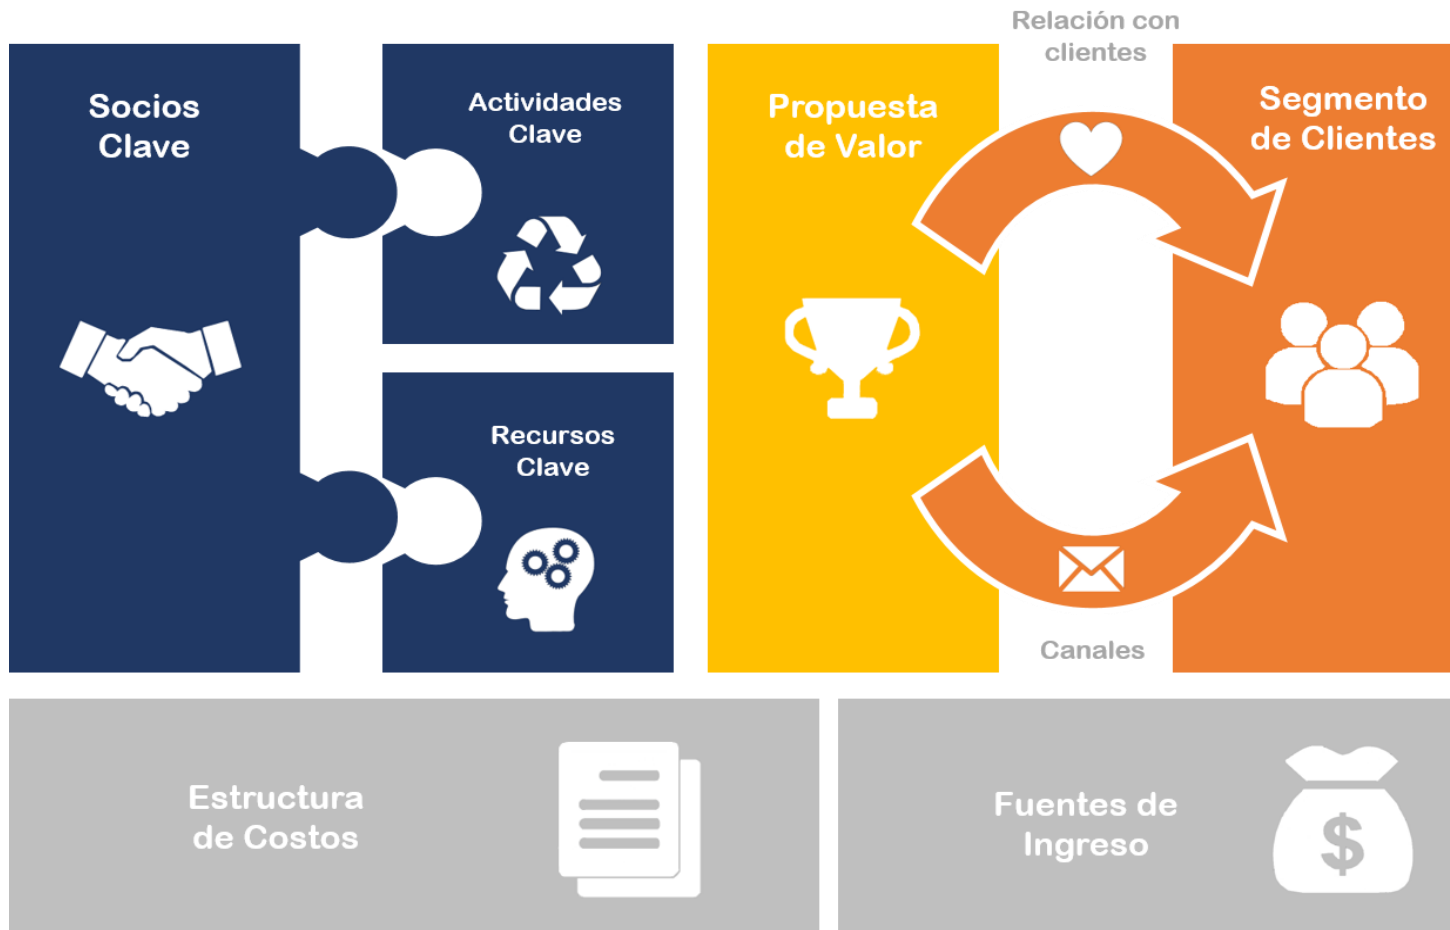 Relación con
clientes
Socios
Clave
Actividades
Clave
Propuesta
de Valor
Segmento
de Clientes
Recursos
Clave
Canales
Estructura
de Costos
Fuentes de
Ingreso
$